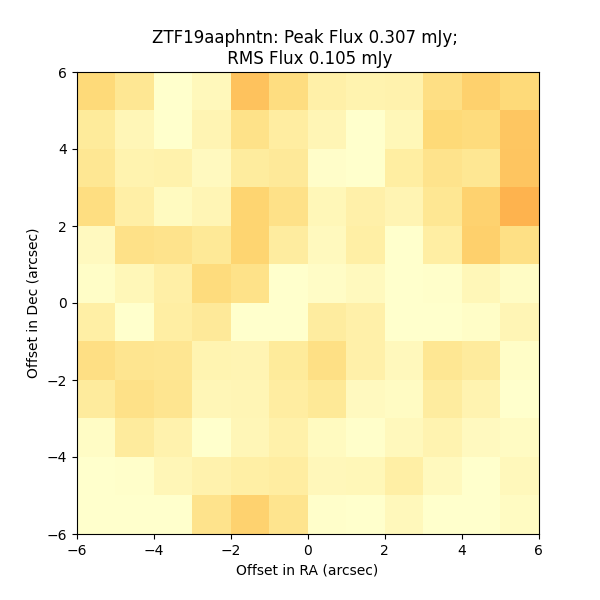 ZTF19aaphntn: Peak Flux 0.307 mJy;
RMS Flux 0.105 mJy
6
4
2
0
−2
−4
−6
Offset in Dec (arcsec)
−6 −4 −2 0 2 4 6
Offset in RA (arcsec)